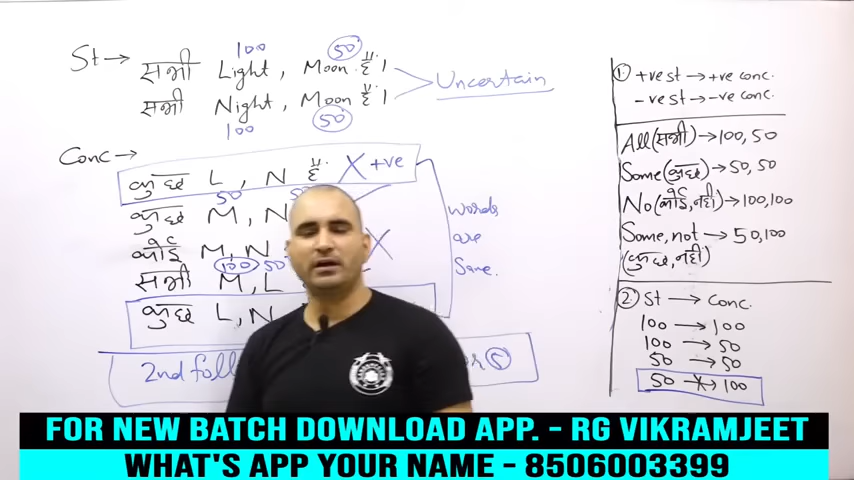 100 50
St → सभी Light, Moon हैं।
सभी Night, Moon हैं। Uncertain
100 50
Conc →
कुछ L, N हैं X +ve
50
कुछ M, N
कोई M, N X
100 50
सभी M, L
कुछ L, N
words
are
Same.
2nd foll or 5
1. +ve st → +ve conc.
-ve st → -ve conc.
All (सभी) → 100, 50
Some (कुछ) → 50, 50
No (कोई, नहीं) → 100, 100
Some, not → 50, 100
(कुछ, नहीं)
2. St → Conc.
100 → 100
100 → 50
50 → 50
50 → 100
FOR NEW BATCH DOWNLOAD APP. - RG VIKRAMJEET
WHAT'S APP YOUR NAME - 8506003399